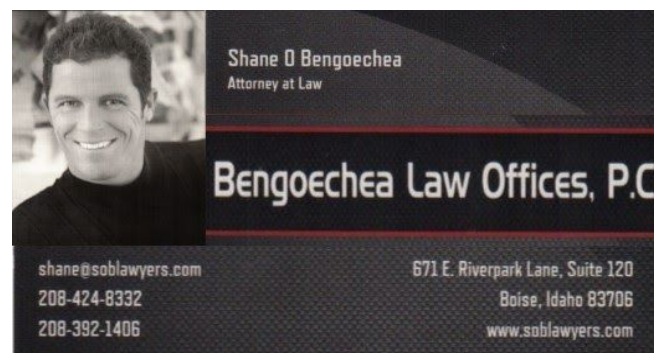 Shane O Bengoechea
Attorney at Law
Bengoechea Law Offices, P.C
shane@soblawyers.com
208-424-8332
208-392-1406
671 E. Riverpark Lane, Suite 120
Boise, Idaho 83706
www.soblawyers.com